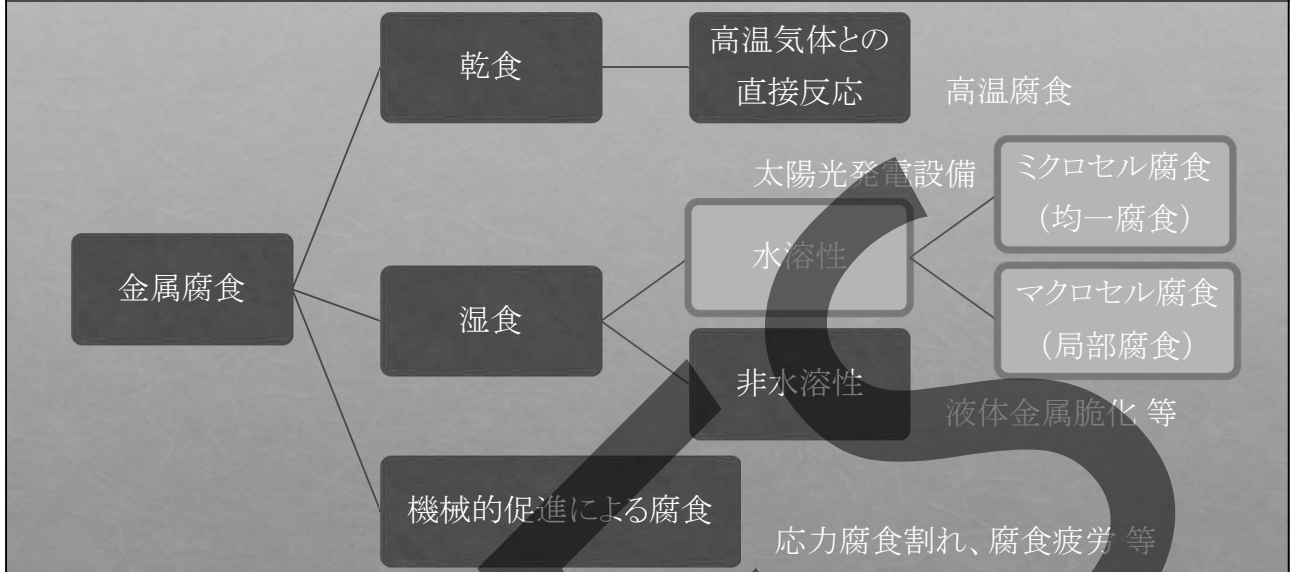 乾食
高温気体との
直接反応
高温腐食
太陽光発電設備
ミクロセル腐食
（均一腐食）
金属腐食
湿食
水溶性
マクロセル腐食
（局部腐食）
非水溶性
液体金属脆化 等
機械的促進による腐食
応力腐食割れ、腐食疲労 等